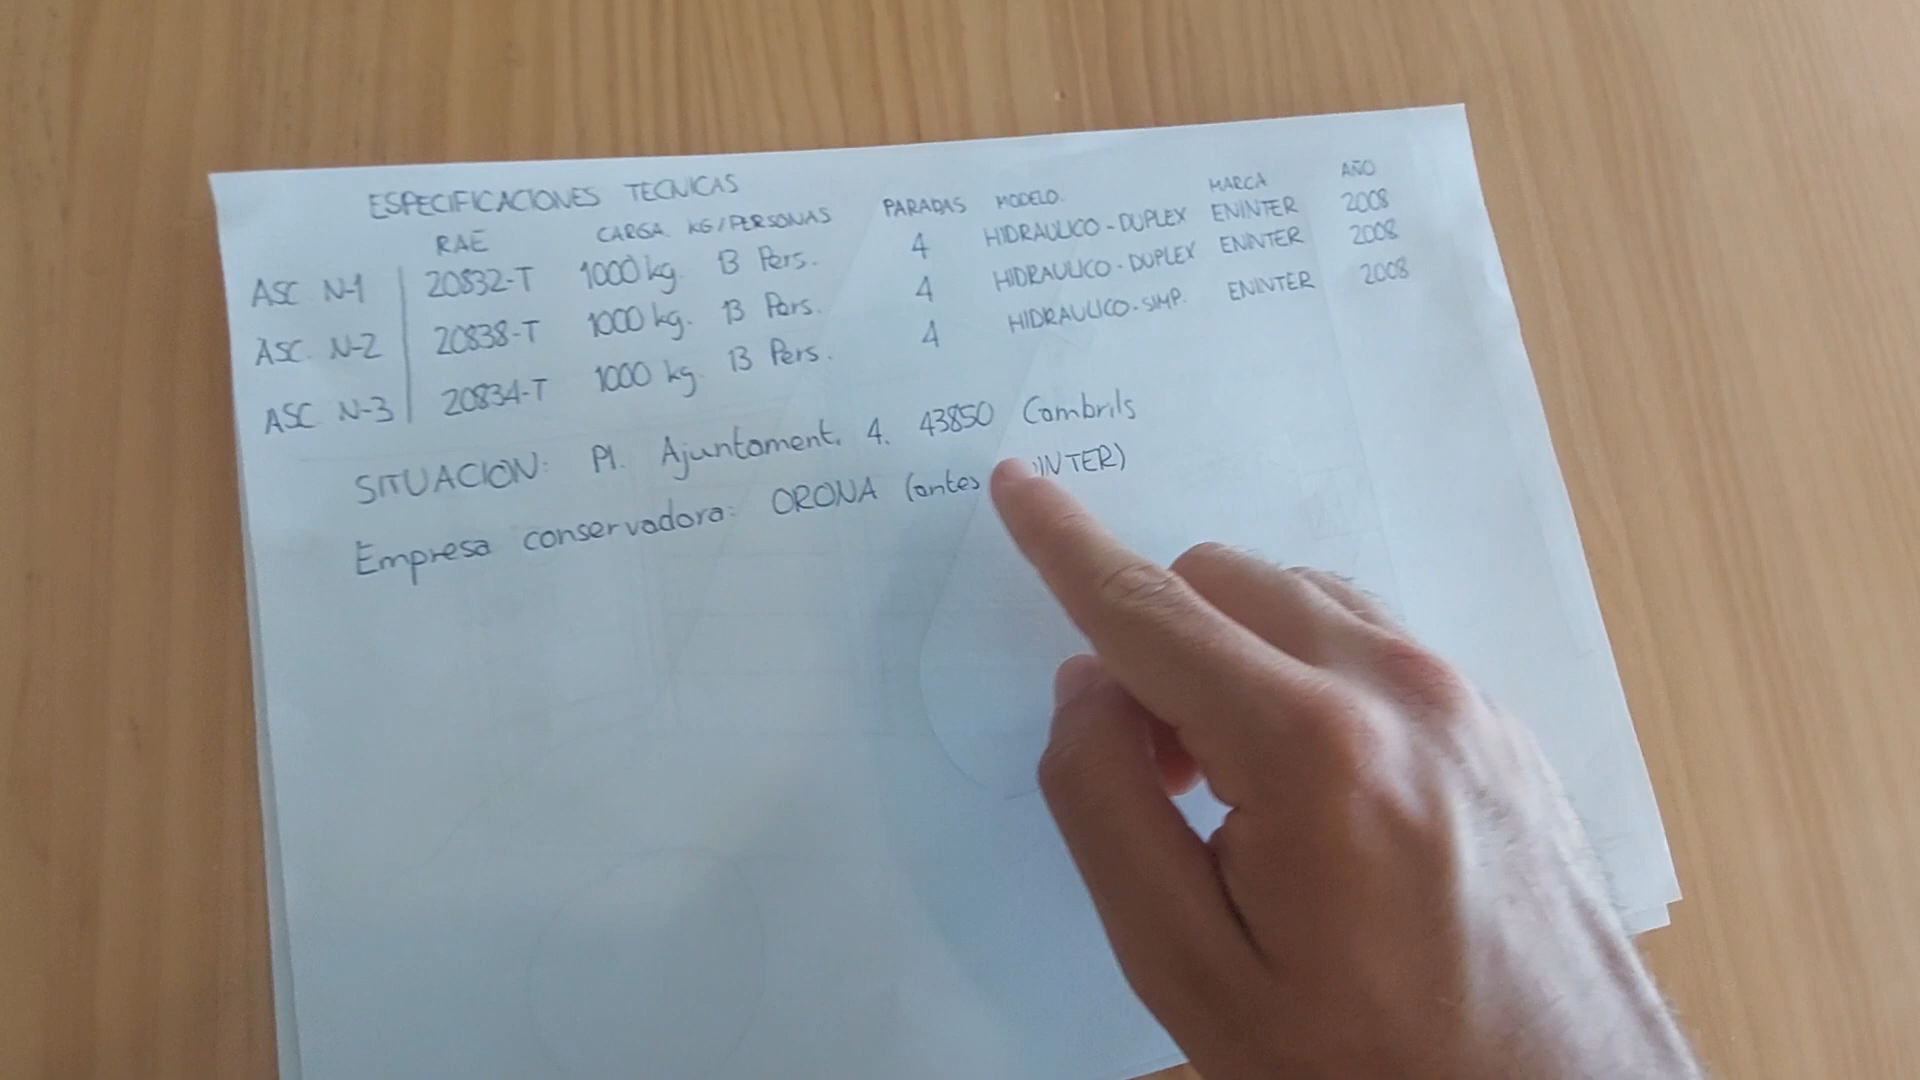 ESPECIFICACIONES TECNICAS
RAE CARGA KG/PERSONAS PARADAS MODELO. MARCA AÑO
ASC N-1 20832-T 1000 kg. 13 Pers. 4 HIDRAULICO-DUPLEX ENINTER 2008
ASC. N-2 20838-T 1000 kg. 13 Pers. 4 HIDRAULICO-DUPLEX ENINTER 2008
ASC N-3 20834-T 1000 kg. 13 Pers. 4 HIDRAULICO-SIMP. ENINTER 2008
SITUACION: Pl. Ajuntament. 4. 43850 Cambrils
Empresa conservadora: ORONA (antes